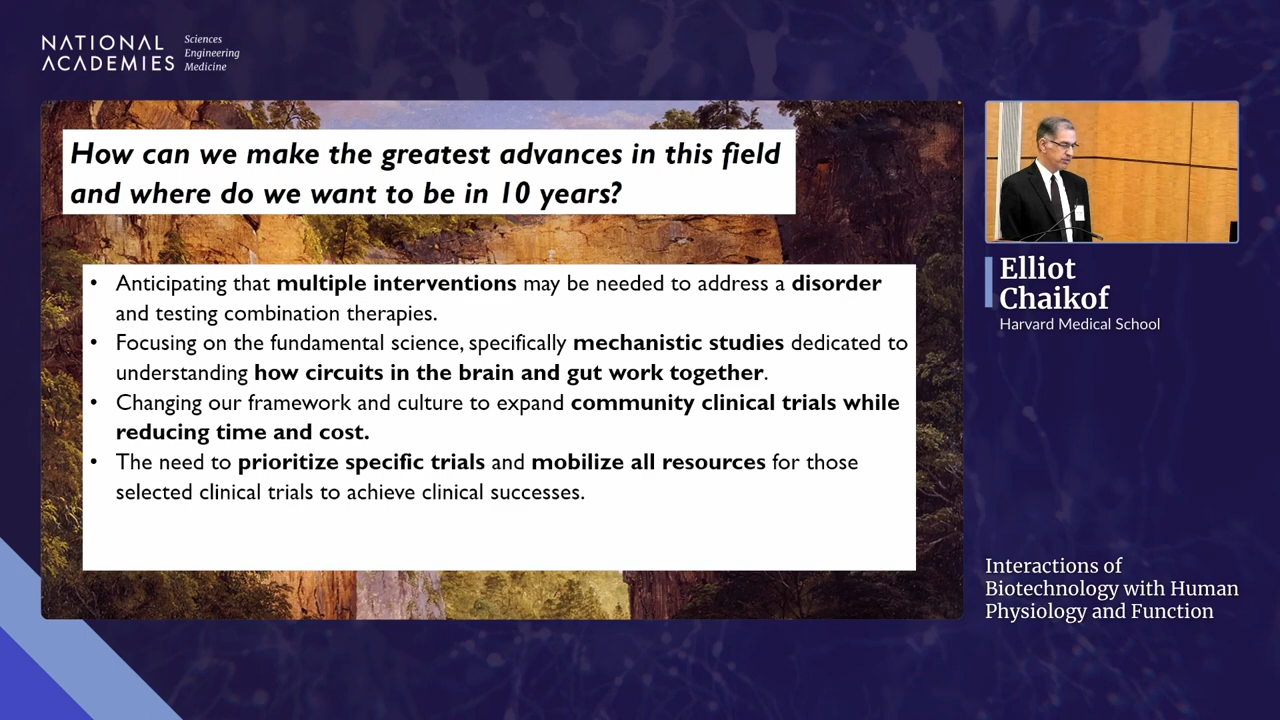 NATIONAL
ACADEMIES
Sciences
Engineering
Medicine
How can we make the greatest advances in this field
and where do we want to be in 10 years?
• Anticipating that multiple interventions may be needed to address a disorder
and testing combination therapies.
• Focusing on the fundamental science, specifically mechanistic studies dedicated to
understanding how circuits in the brain and gut work together.
• Changing our framework and culture to expand community clinical trials while
reducing time and cost.
• The need to prioritize specific trials and mobilize all resources for those
selected clinical trials to achieve clinical successes.
Elliot
Chaikof
Harvard Medical School
Interactions of
Biotechnology with Human
Physiology and Function